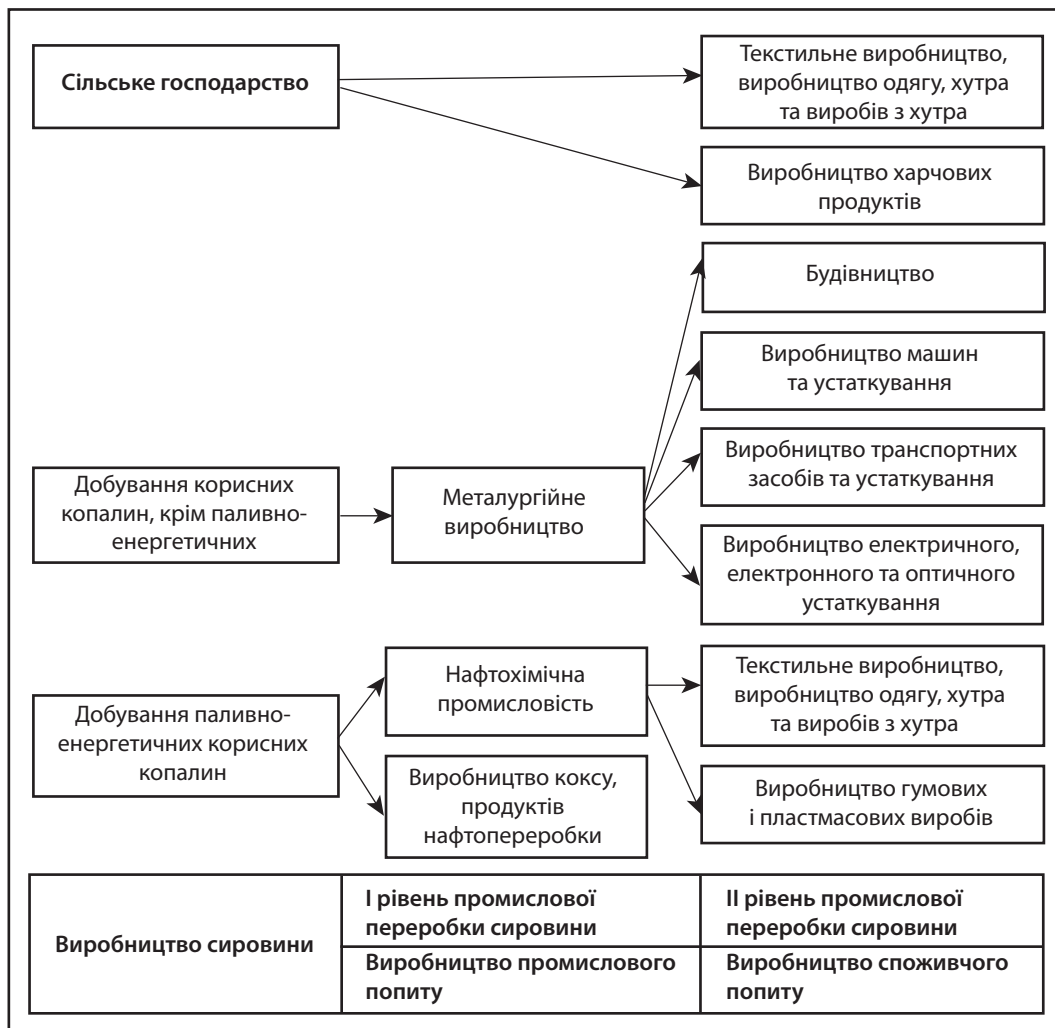 Сільське господарство
Текстильне виробництво,
виробництво одягу, хутра
та виробів з хутра
Виробництво харчових
продуктів
Будівництво
Виробництво машин
та устаткування
Добування корисних
копалин, крім паливно-
енергетичних
Металургійне
виробництво
Виробництво транспортних
засобів та устаткування
Виробництво електричного,
електронного та оптичного
устаткування
Добування паливно-
енергетичних корисних
копалин
Нафтохімічна
промисловість
Виробництво коксу,
продуктів
нафтопереробки
Текстильне виробництво,
виробництво одягу, хутра
та виробів з хутра
Виробництво гумових
і пластмасових виробів
Виробництво сировини
І рівень промислової
переробки сировини
ІІ рівень промислової
переробки сировини
Виробництво промислового
попиту
Виробництво споживчого
попиту